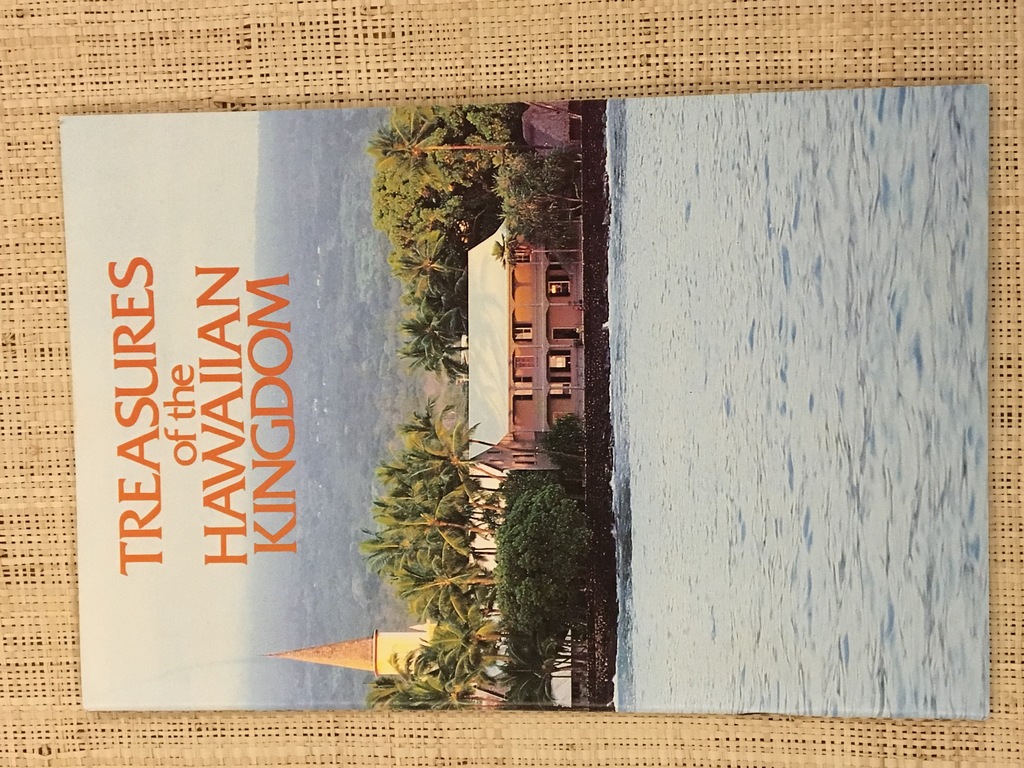 TREASURES
of the
HAWAIIAN
KINGDOM